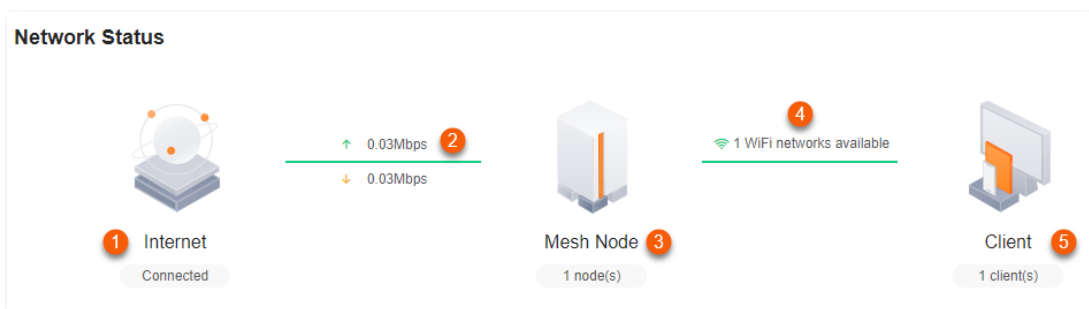 Network Status
4
↑ 0.03Mbps 2
1 WiFi networks available
↓ 0.03Mbps
1 Internet
Mesh Node 3
Client 5
Connected
1 node(s)
1 client(s)